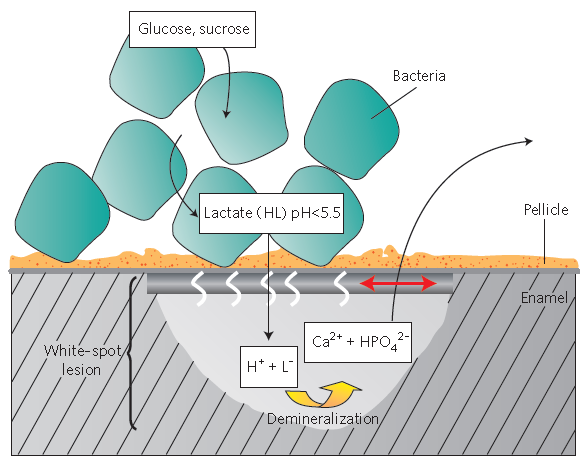 Glucose, sucrose
Bacteria
Lactate (HL) pH<5.5
Pellicle
Enamel
White-spot
lesion
Ca²⁺ + HPO₄²⁻
H⁺ + L⁻
Demineralization